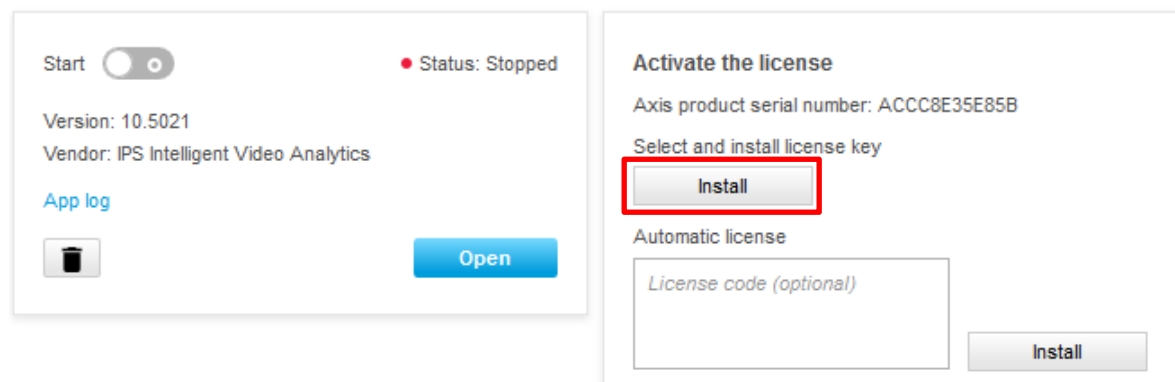 Start
Status: Stopped
Version: 10.5021
Vendor: IPS Intelligent Video Analytics
App log
Open
Activate the license
Axis product serial number: ACCC8E35E85B
Select and install license key
Install
Automatic license
License code (optional)
Install